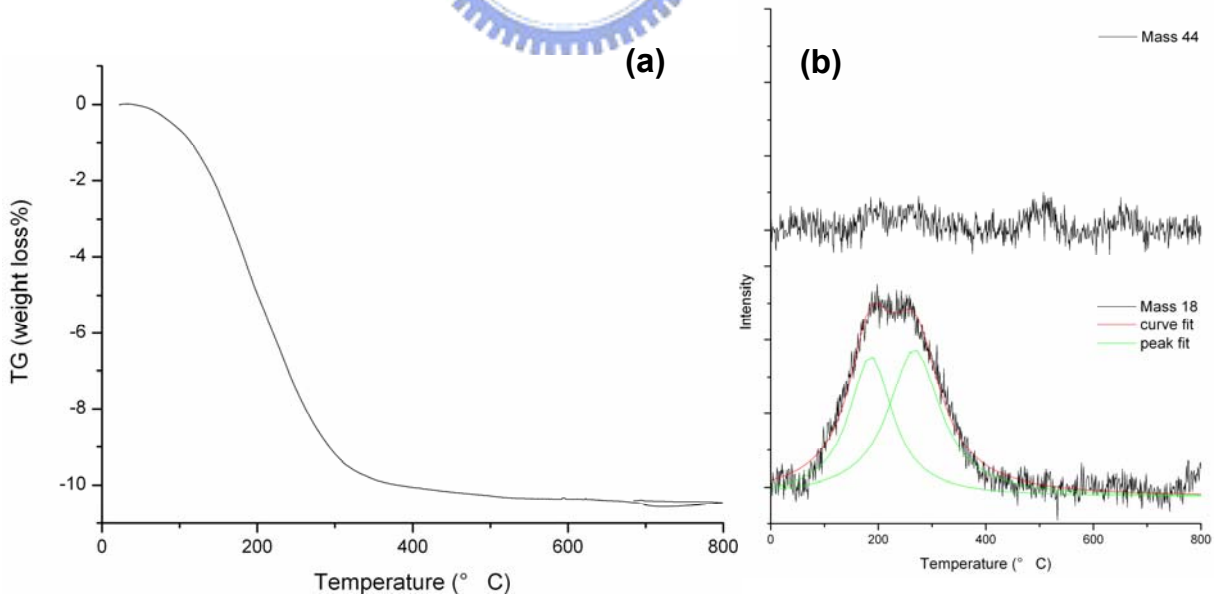 (a)
0
-2
-4
-6
-8
-10
TG (weight loss%)
0 200 400 600 800
Temperature (° C)
(b)
Mass 44
Intensity
Mass 18
curve fit
peak fit
0 200 400 600 800
Temperature (° C)